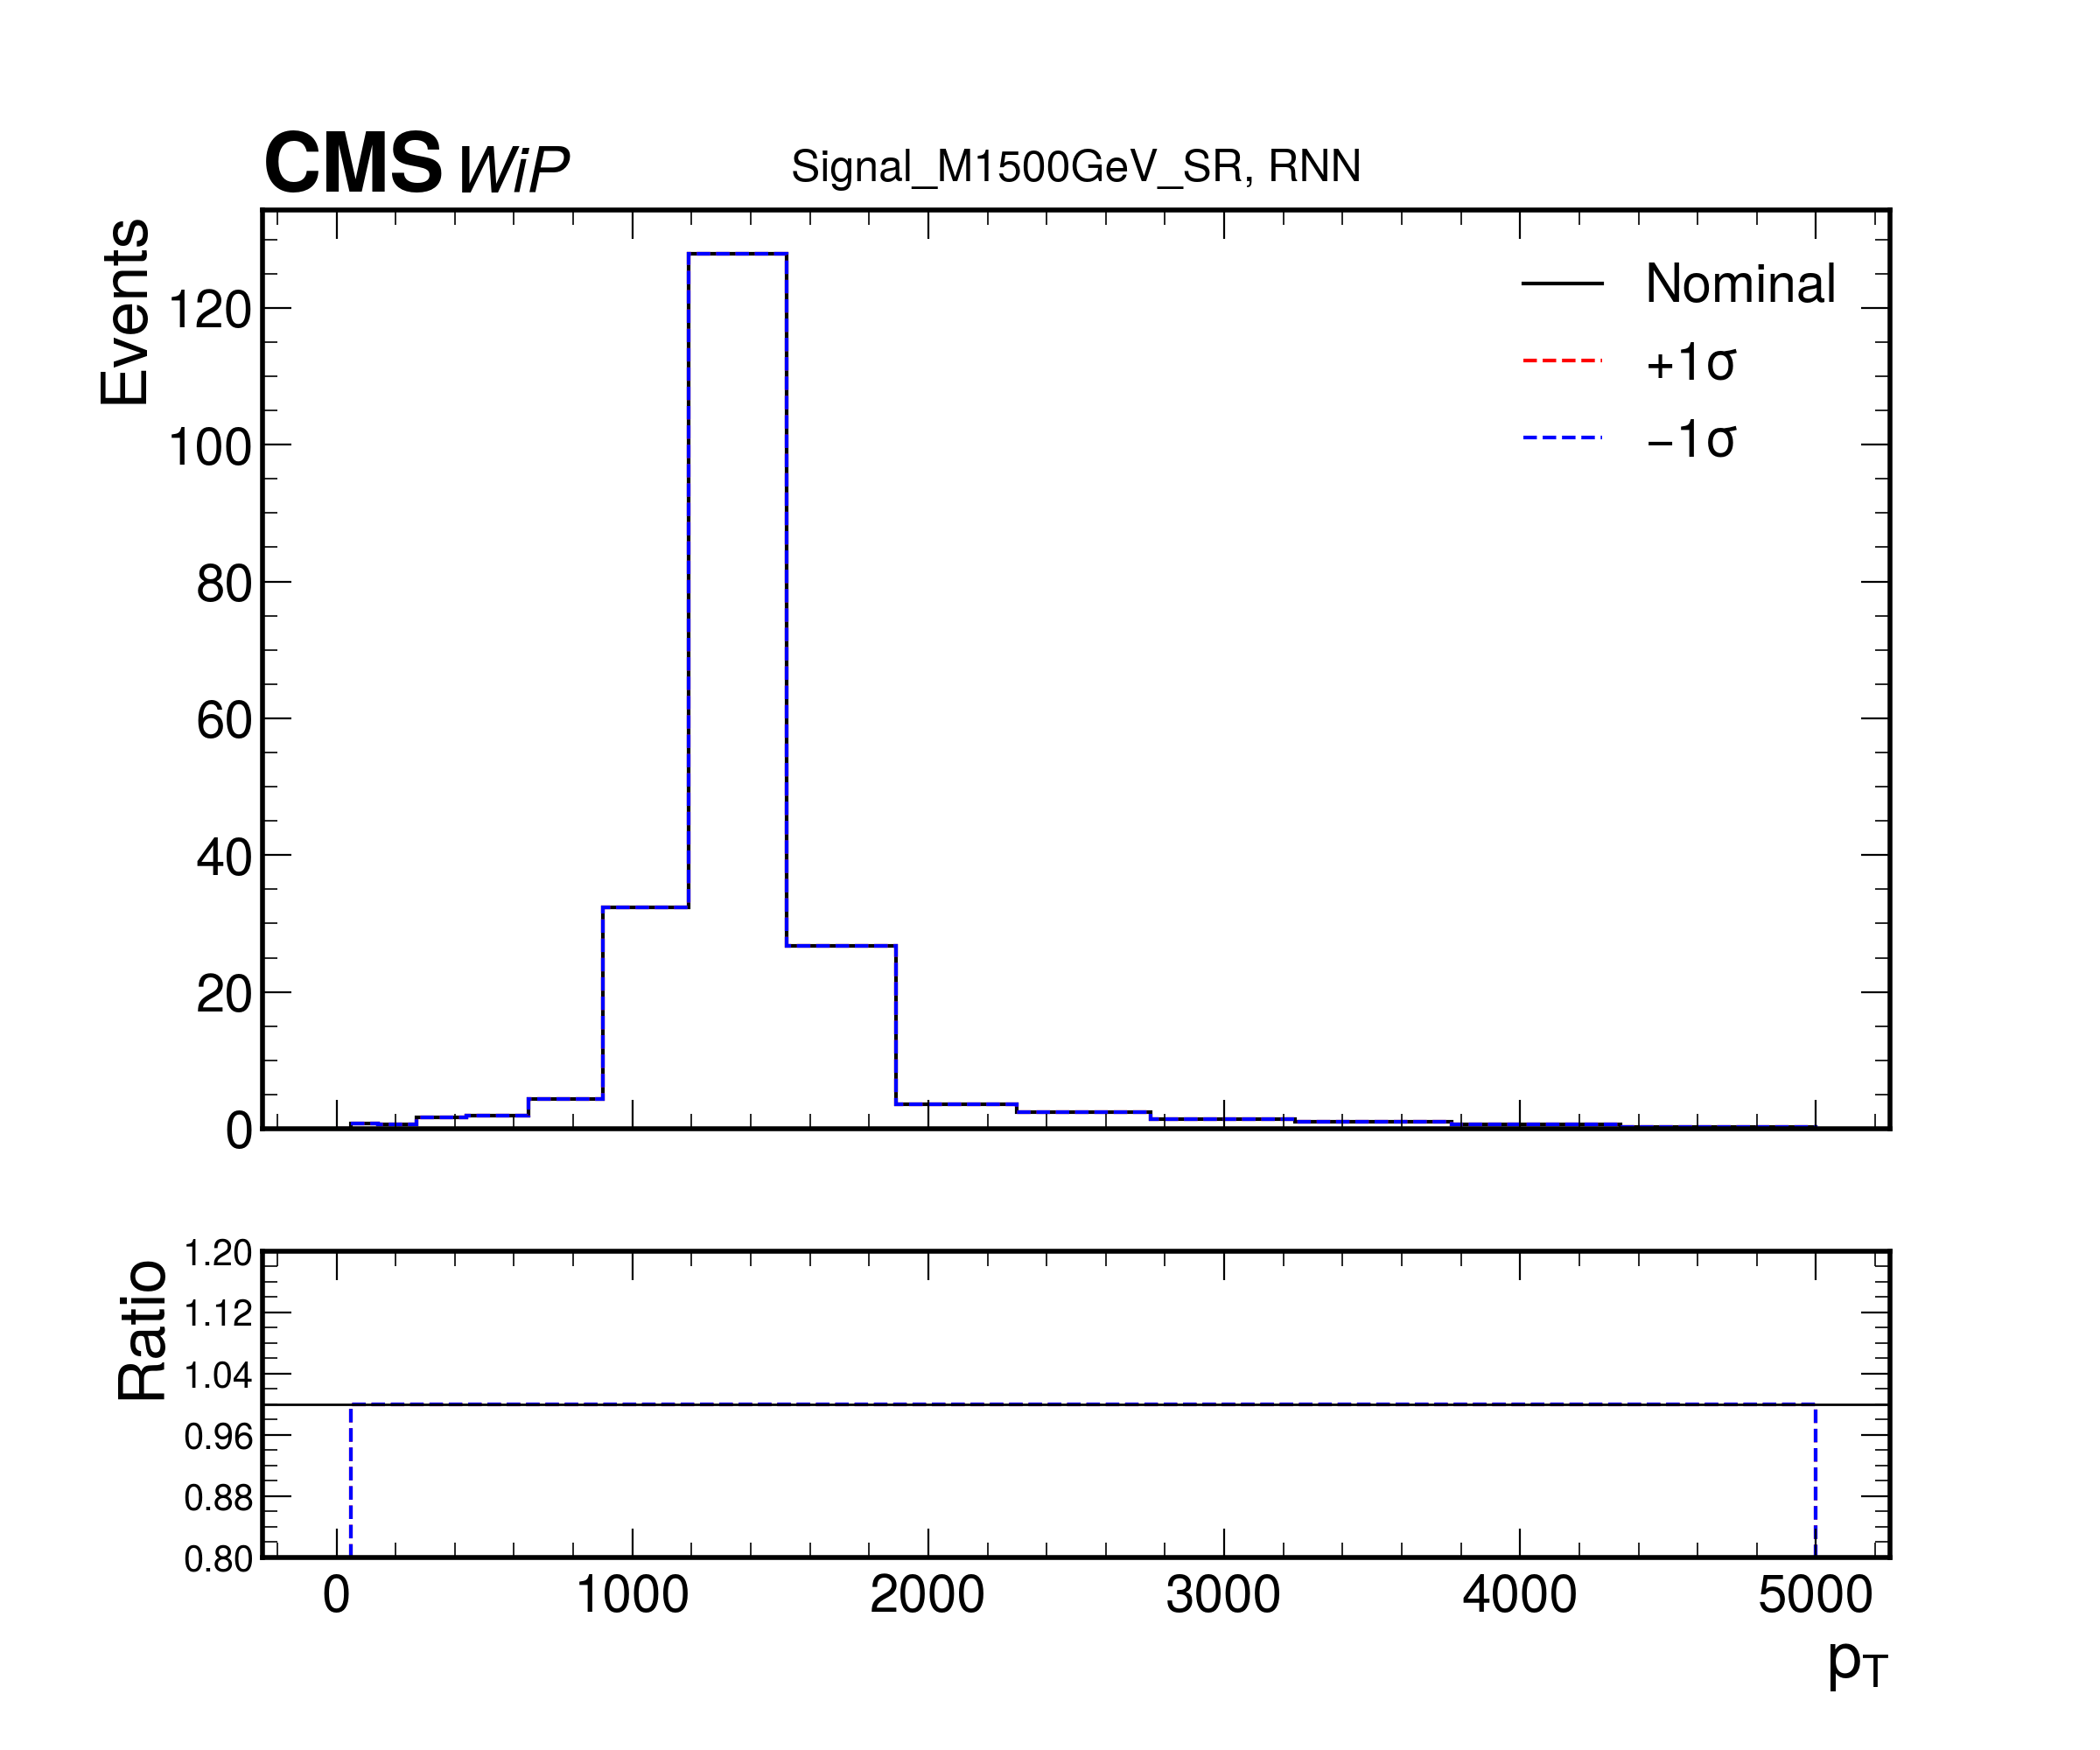 CMS WiP
Signal_M1500GeV_SR, RNN
Events
120
100
80
60
40
20
0
Nominal
+1σ
−1σ
Ratio
1.20
1.12
1.04
0.96
0.88
0.80
0 1000 2000 3000 4000 5000
pT